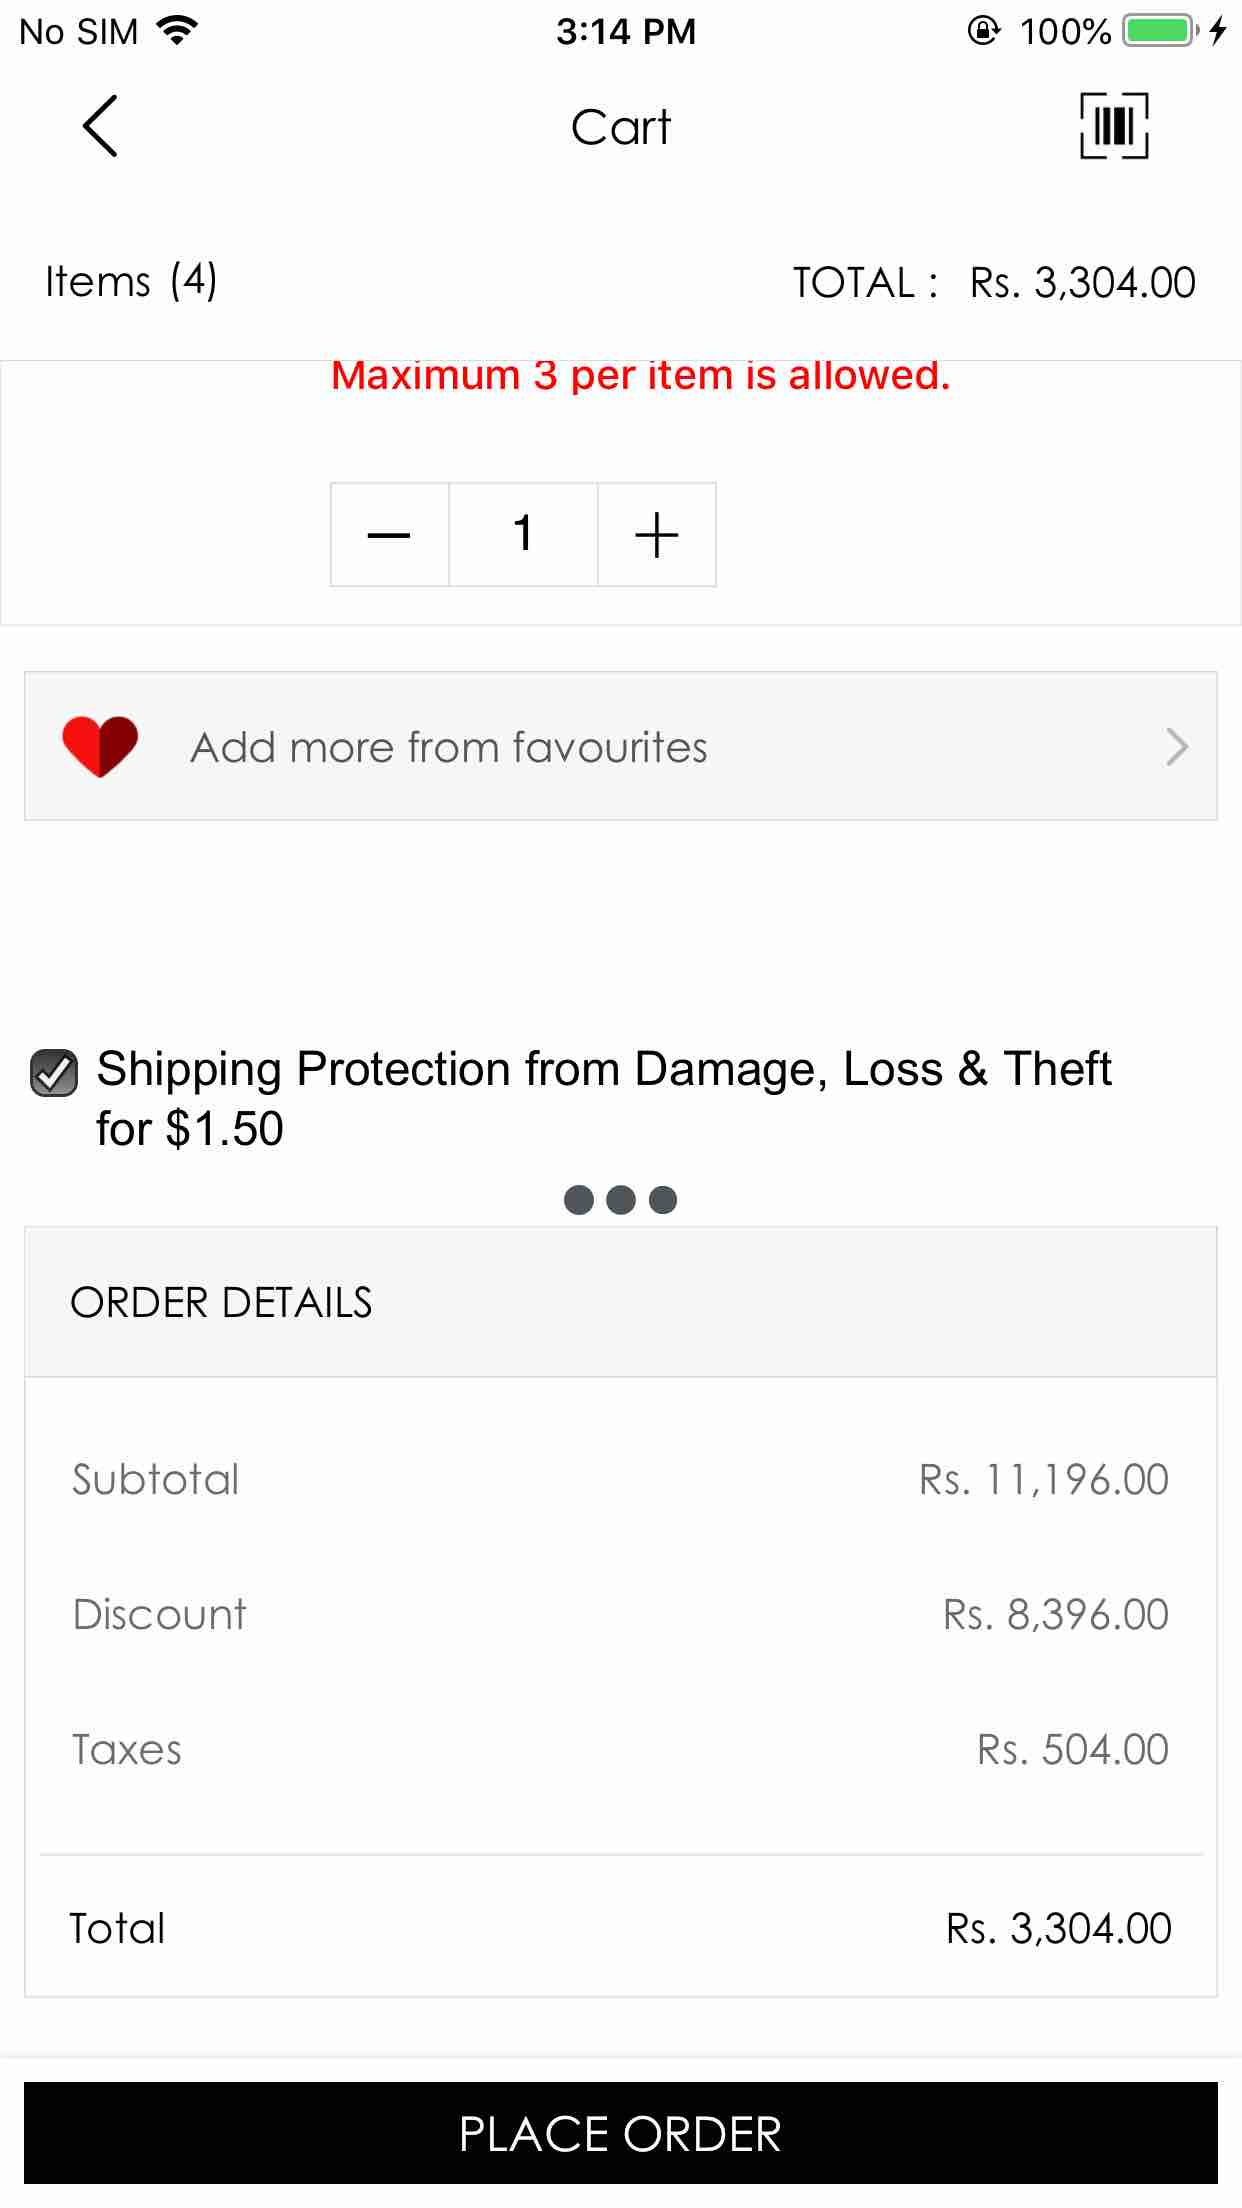 No SIM 3:14 PM 100%
Cart
Items (4) TOTAL : Rs. 3,304.00
Maximum 3 per item is allowed.
1
Add more from favourites
Shipping Protection from Damage, Loss & Theft
for $1.50
ORDER DETAILS
Subtotal Rs. 11,196.00
Discount Rs. 8,396.00
Taxes Rs. 504.00
Total Rs. 3,304.00
PLACE ORDER